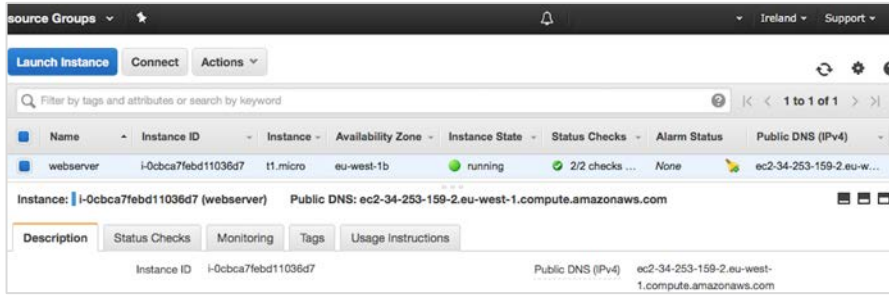 source Groups Ireland Support
Launch Instance Connect Actions
Filter by tags and attributes or search by keyword 1 to 1 of 1
Name Instance ID Instance Availability Zone Instance State Status Checks Alarm Status Public DNS (IPv4)
webserver i-0cbca7febd11036d7 t1.micro eu-west-1b running 2/2 checks ... None ec2-34-253-159-2.eu-w...
Instance: i-0cbca7febd11036d7 (webserver) Public DNS: ec2-34-253-159-2.eu-west-1.compute.amazonaws.com
Description Status Checks Monitoring Tags Usage Instructions
Instance ID i-0cbca7febd11036d7 Public DNS (IPv4) ec2-34-253-159-2.eu-west-
1.compute.amazonaws.com